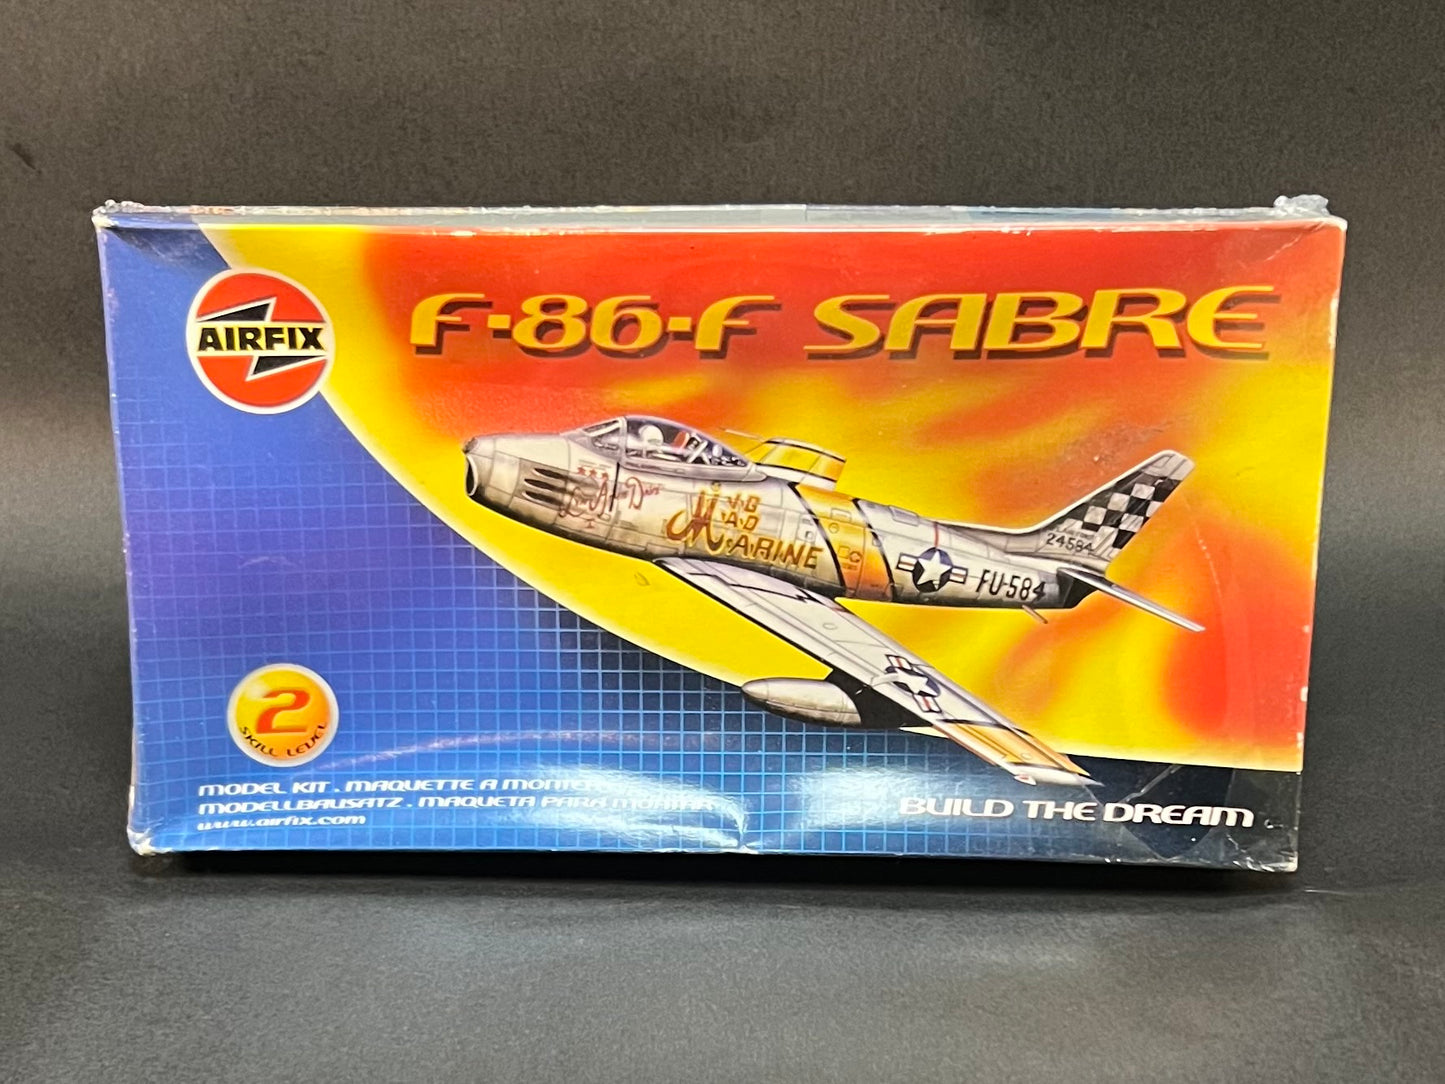 AIRFIX
F-86-F SABRE
MIG
MAD
MARINE
24584
FU-584
2
SKILL LEVEL
MODEL KIT . MAQUETTE A MONTER
MODELLBAUSATZ . MAQUETA PARA MONTAR
www.airfix.com
BUILD THE DREAM